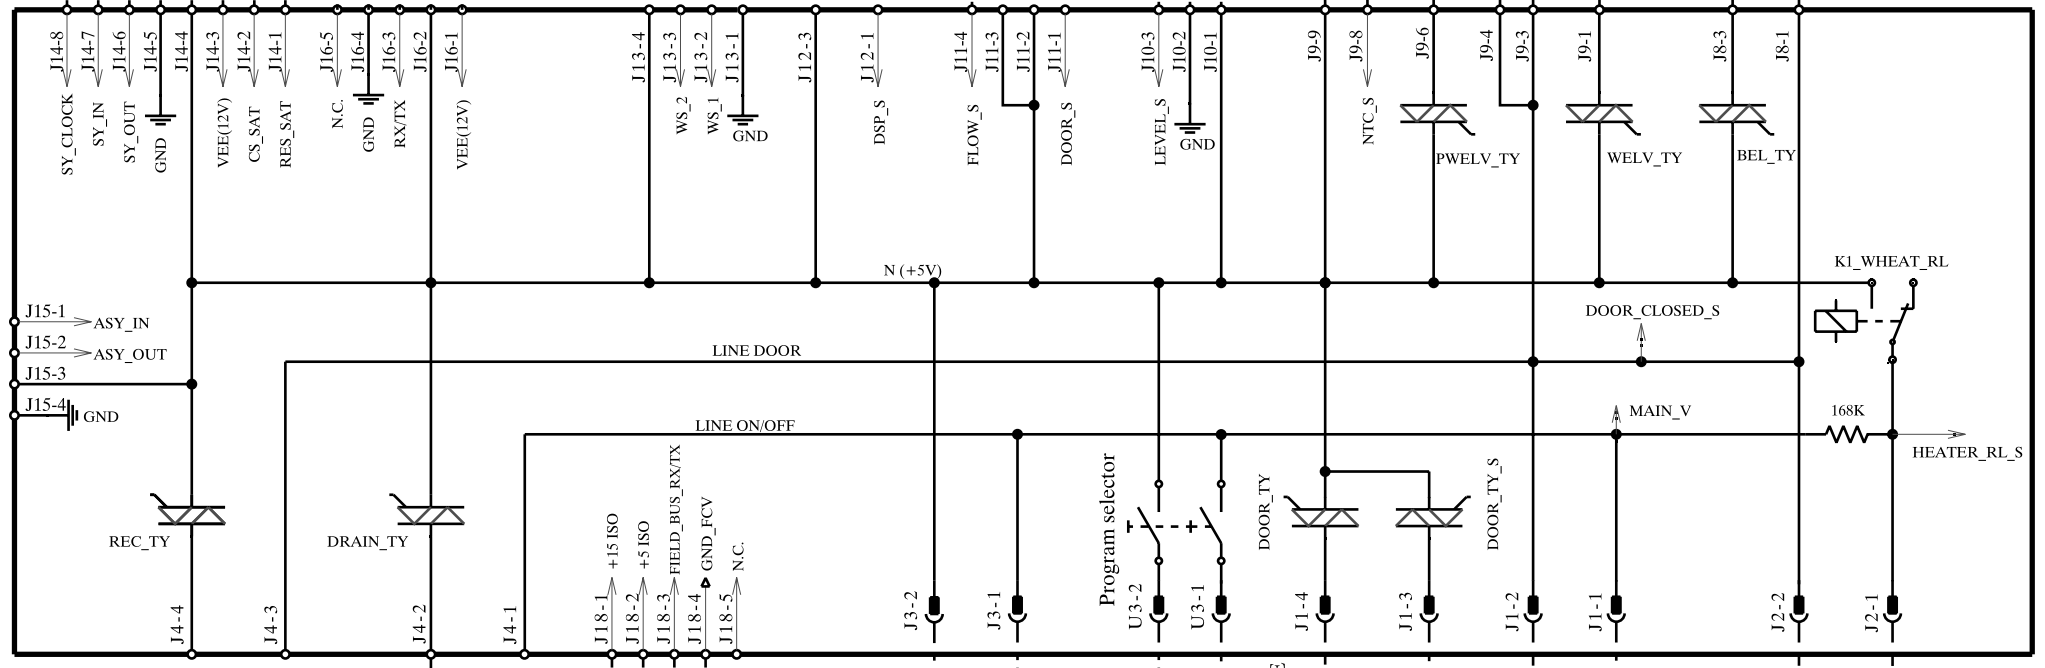 J14-8
J14-7
J14-6
J14-5
J14-4
J14-3
J14-2
J14-1
J16-5
J16-4
J16-3
J16-2
J16-1
J13-4
J13-3
J13-2
J13-1
J12-3
J12-1
J11-4
J11-3
J11-2
J11-1
J10-3
J10-2
J10-1
J9-9
J9-8
J9-6
J9-4
J9-3
J9-1
J8-3
J8-1
SY_CLOCK
SY_IN
SY_OUT
GND
VEE(12V)
CS_SAT
RES_SAT
N.C.
GND
RX/TX
VEE(12V)
WS_2
WS_1
GND
DSP_S
FLOW_S
DOOR_S
LEVEL_S
GND
NTC_S
PWELV_TY
WELV_TY
BEL_TY
N (+5V)
K1_WHEAT_RL
J15-1
ASY_IN
J15-2
ASY_OUT
J15-3
J15-4
GND
LINE DOOR
DOOR_CLOSED_S
LINE ON/OFF
MAIN_V
168K
HEATER_RL_S
REC_TY
DRAIN_TY
+15 ISO
+5 ISO
FIELD_BUS_RX/TX
GND_FCV
N.C.
Program selector
DOOR_TY
DOOR_TY_S
J4-4
J4-3
J4-2
J4-1
J18-1
J18-2
J18-3
J18-4
J18-5
J3-2
J3-1
U3-2
U3-1
J1-4
J1-3
J1-2
J1-1
J2-2
J2-1